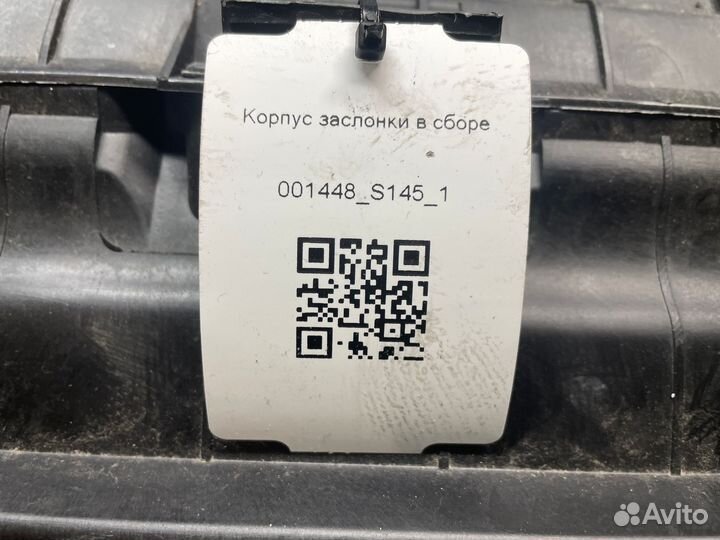 Корпус заслонки в сборе
001448_S145_1
Avito